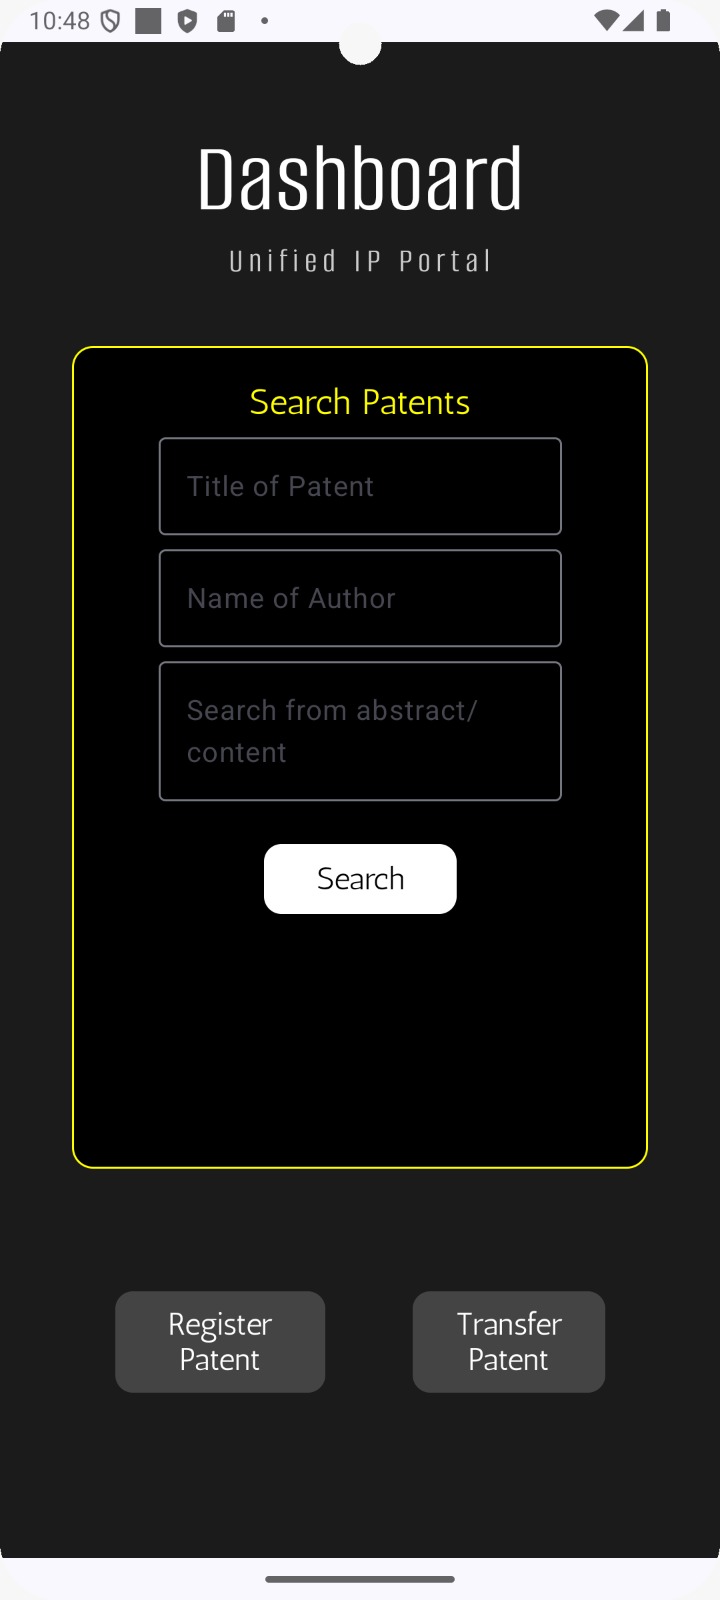 10:48
Dashboard
Unified IP Portal
Search Patents
Title of Patent
Name of Author
Search from abstract/
content
Search
Register
Patent
Transfer
Patent